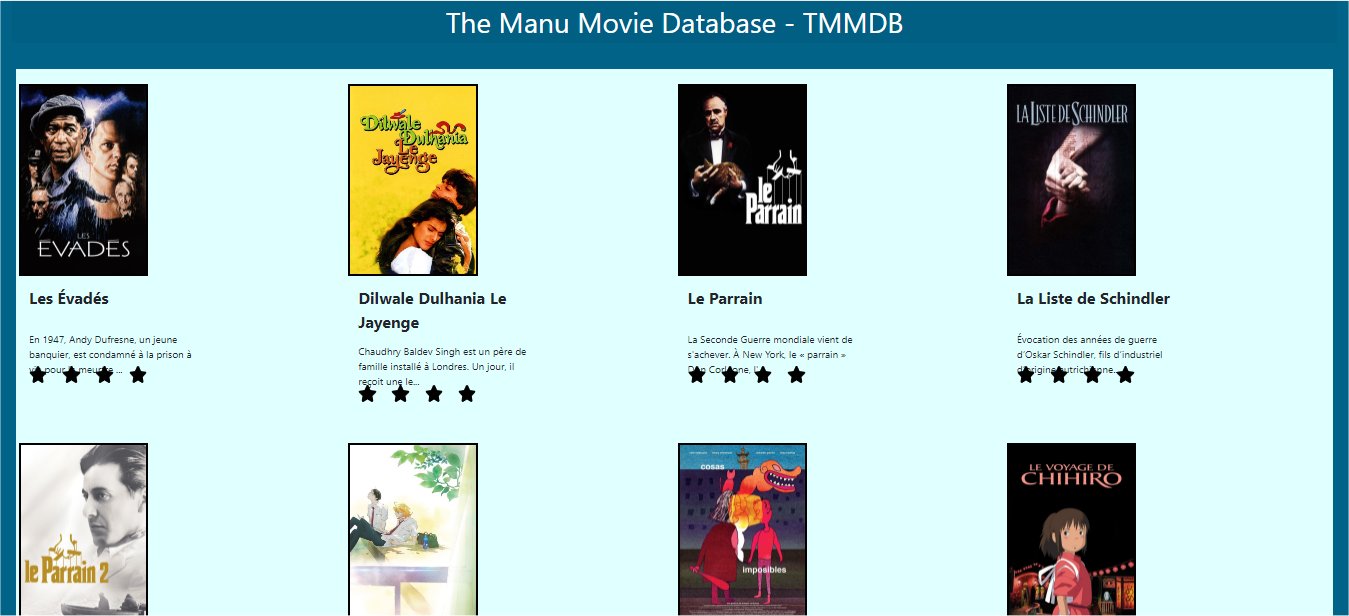 The Manu Movie Database - TMMDB
LES
EVADES
Dilwale
Dulhania
Le
Jayenge
le
Parrain
LA LISTE DE SCHINDLER
Les Évadés
Dilwale Dulhania Le
Jayenge
Le Parrain
La Liste de Schindler
En 1947, Andy Dufresne, un jeune
banquier, est condamné à la prison à
vie pour le meurtre ...
Chaudhry Baldev Singh est un père de
famille installé à Londres. Un jour, il
reçoit une le...
La Seconde Guerre mondiale vient de
s'achever. À New York, le « parrain »
Don Corleone, l'...
Évocation des années de guerre
d'Oskar Schindler, fils d'industriel
d'origine autrichienne...
le Parrain 2
cosas
imposibles
LE VOYAGE DE
CHIHIRO